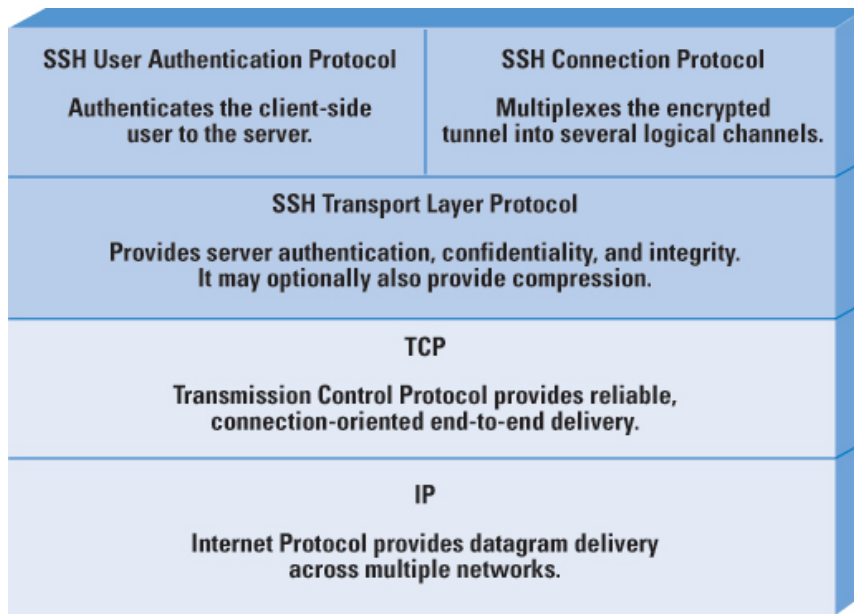 SSH User Authentication Protocol
Authenticates the client-side
user to the server.
SSH Connection Protocol
Multiplexes the encrypted
tunnel into several logical channels.
SSH Transport Layer Protocol
Provides server authentication, confidentiality, and integrity.
It may optionally also provide compression.
TCP
Transmission Control Protocol provides reliable,
connection-oriented end-to-end delivery.
IP
Internet Protocol provides datagram delivery
across multiple networks.